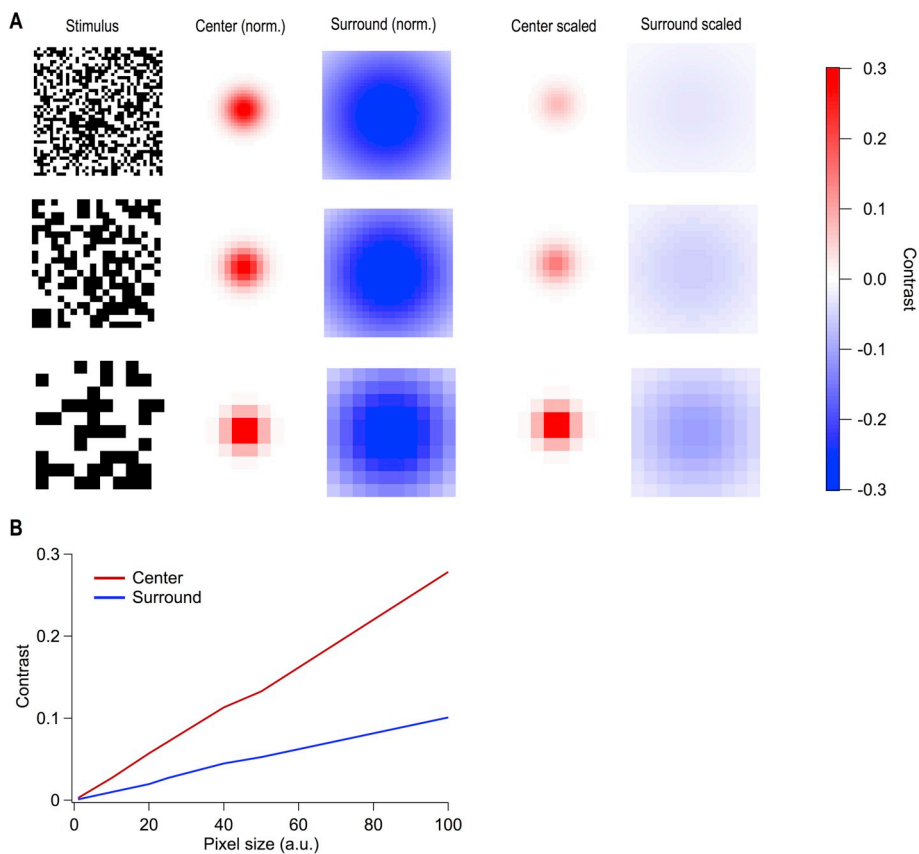 A
Stimulus
Center (norm.)
Surround (norm.)
Center scaled
Surround scaled
0.3
0.2
0.1
0.0
-0.1
-0.2
-0.3
Contrast
B
0.3
0.2
0.1
0
Contrast
Center
Surround
0 20 40 60 80 100
Pixel size (a.u.)